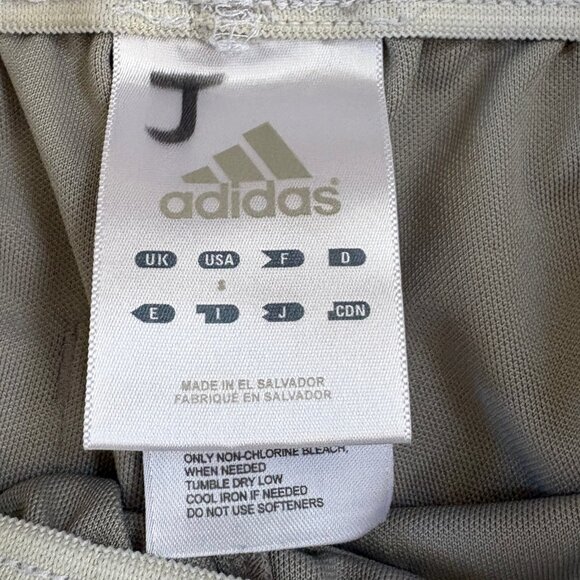 J
adidas®
UK USA F D
S
E I J CDN
MADE IN EL SALVADOR
FABRIQUÉ EN SALVADOR
ONLY NON-CHLORINE BLEACH,
WHEN NEEDED
TUMBLE DRY LOW
COOL IRON IF NEEDED
DO NOT USE SOFTENERS